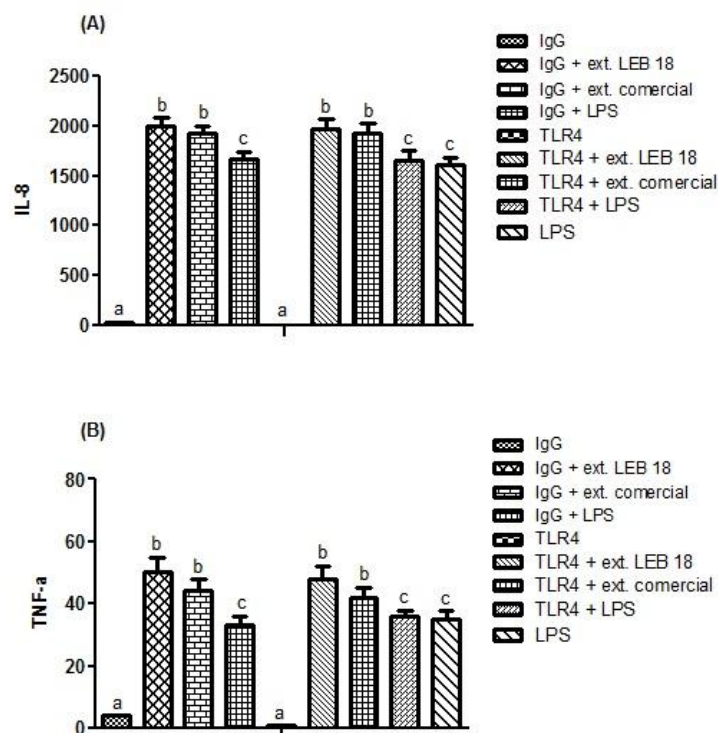 (A)
IgG
IgG + ext. LEB 18
IgG + ext. comercial
IgG + LPS
TLR4
TLR4 + ext. LEB 18
TLR4 + ext. comercial
TLR4 + LPS
LPS
IL-8
2500
2000
1500
1000
500
0
a
b
b
c
a
b
b
c
c
(B)
IgG
IgG + ext. LEB 18
IgG + ext. comercial
IgG + LPS
TLR4
TLR4 + ext. LEB 18
TLR4 + ext. comercial
TLR4 + LPS
LPS
TNF-a
80
60
40
20
0
a
b
b
c
a
b
b
c
c